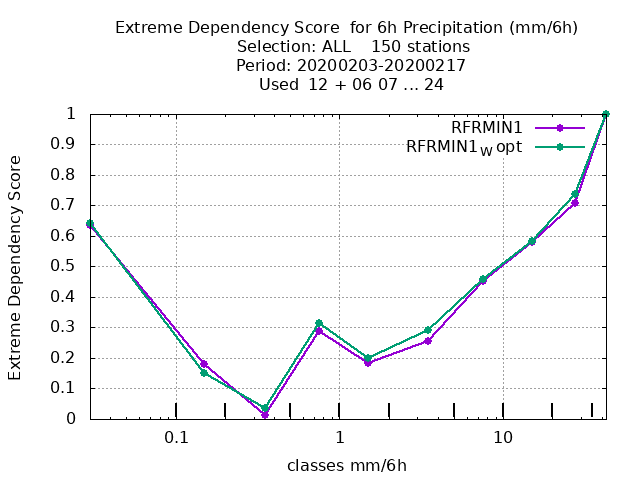 Extreme Dependency Score  for 6h Precipitation (mm/6h)
Selection: ALL    150 stations
Period: 20200203-20200217
Used  12 + 06 07 ... 24
RFRMIN1
RFRMIN1W opt
Extreme Dependency Score
1
0.9
0.8
0.7
0.6
0.5
0.4
0.3
0.2
0.1
0
0.1 1 10
classes mm/6h